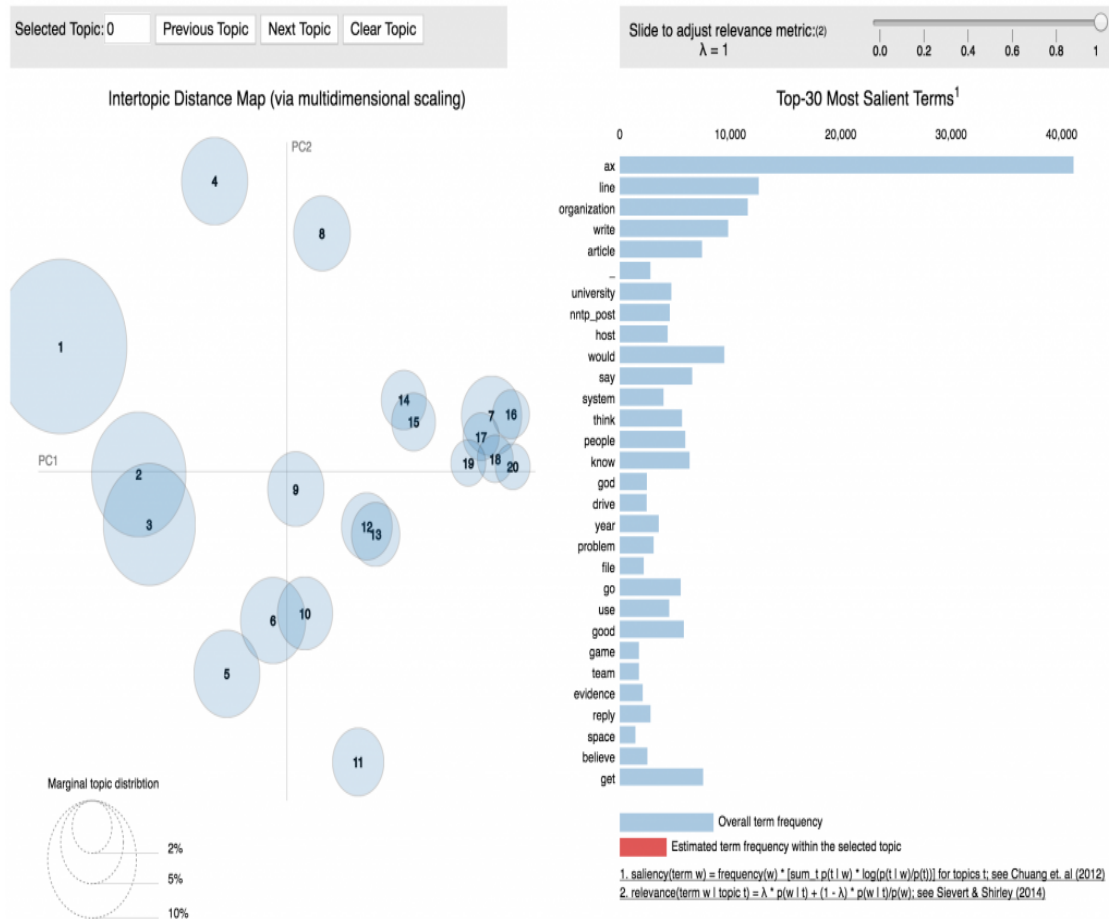 Selected Topic: 0 Previous Topic Next Topic Clear Topic
Slide to adjust relevance metric:(2)
λ = 1
0.0 0.2 0.4 0.6 0.8 1
Intertopic Distance Map (via multidimensional scaling)
PC2
PC1
4
8
1
14
15
7
16
17
2
19
18
20
9
3
12
13
6
10
5
11
Marginal topic distribtion
2%
5%
10%
Top-30 Most Salient Terms1
0 10,000 20,000 30,000 40,000
ax
line
organization
write
article
_
university
nntp_post
host
would
say
system
think
people
know
god
drive
year
problem
file
go
use
good
game
team
evidence
reply
space
believe
get
Overall term frequency
Estimated term frequency within the selected topic
1. saliency(term w) = frequency(w) * [sum_t p(t | w) * log(p(t | w)/p(t))] for topics t; see Chuang et. al (2012)
2. relevance(term w | topic t) = λ * p(w | t) + (1 - λ) * p(w | t)/p(w); see Sievert & Shirley (2014)